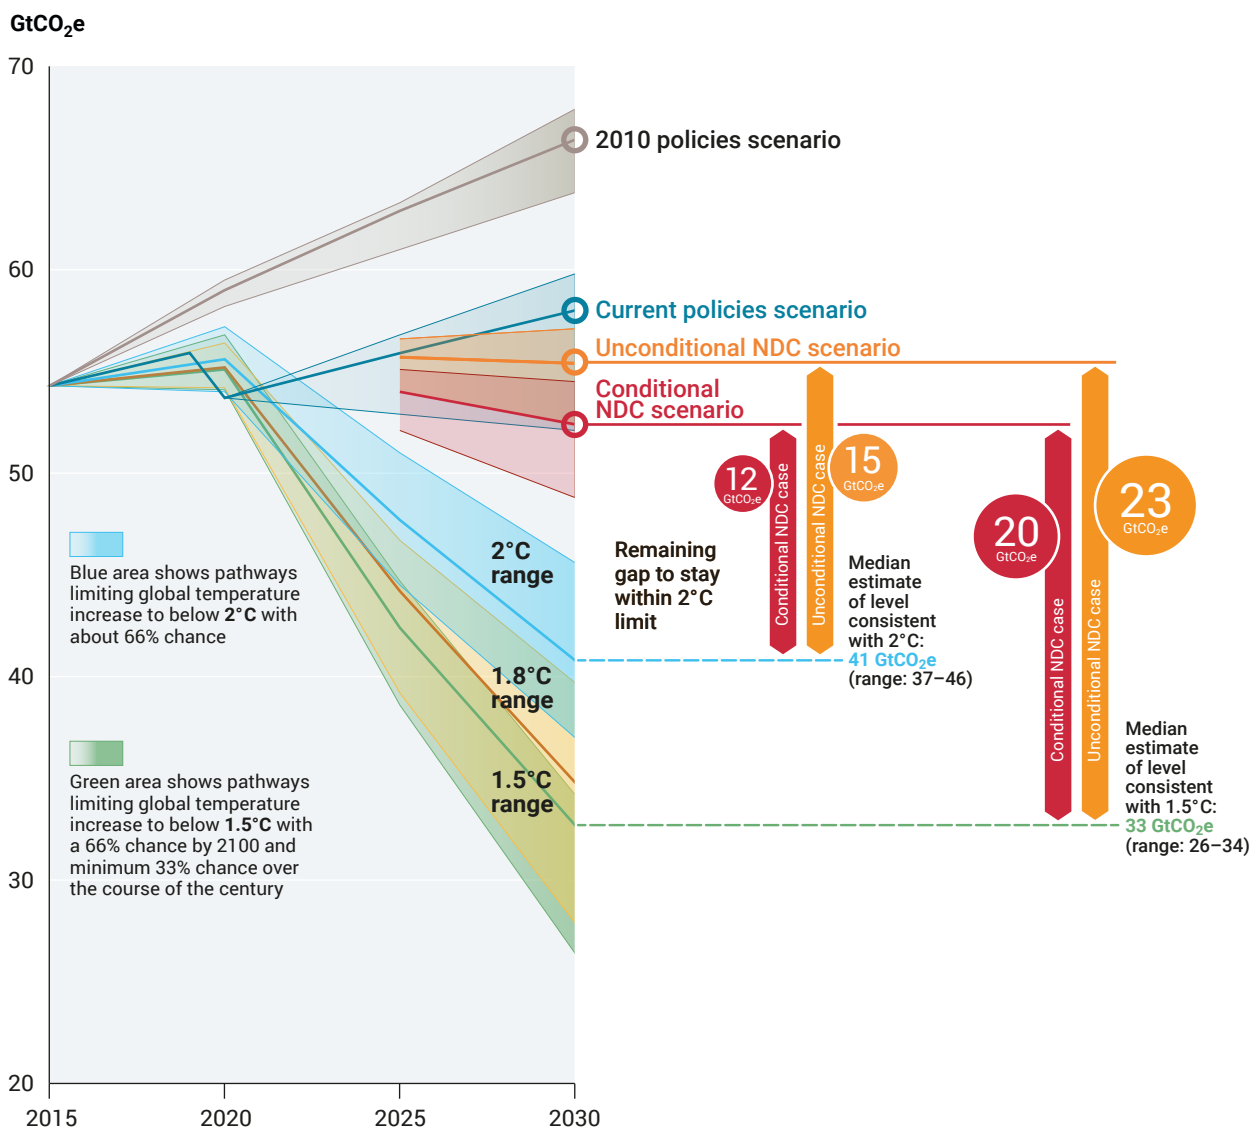 GtCO₂e
70
60
50
40
30
20
2015
2020
2025
2030
2010 policies scenario
Current policies scenario
Unconditional NDC scenario
Conditional
NDC scenario
2°C
range
1.8°C
range
1.5°C
range
Blue area shows pathways
limiting global temperature
increase to below 2°C with
about 66% chance
Green area shows pathways
limiting global temperature
increase to below 1.5°C with
a 66% chance by 2100 and
minimum 33% chance over
the course of the century
Remaining
gap to stay
within 2°C
limit
12
GtCO₂e
Conditional NDC case
Unconditional NDC case
15
GtCO₂e
Median
estimate
of level
consistent
with 2°C:
41 GtCO₂e
(range: 37–46)
20
GtCO₂e
Conditional NDC case
Unconditional NDC case
23
GtCO₂e
Median
estimate
of level
consistent
with 1.5°C:
33 GtCO₂e
(range: 26–34)